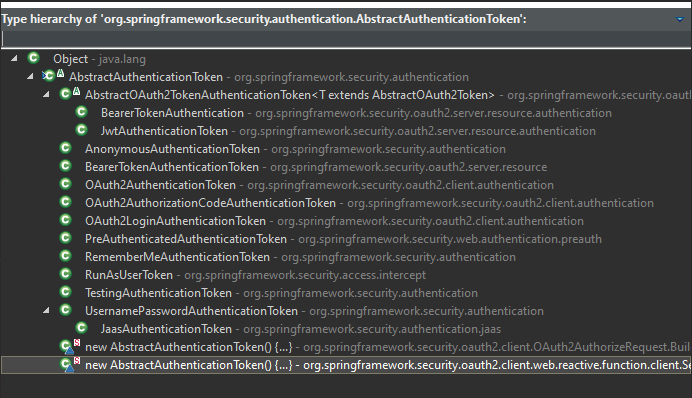 Type hierarchy of 'org.springframework.security.authentication.AbstractAuthenticationToken':
Object - java.lang
AbstractAuthenticationToken - org.springframework.security.authentication
AbstractOAuth2TokenAuthenticationToken<T extends AbstractOAuth2Token> - org.springframework.security.oaut
BearerTokenAuthentication - org.springframework.security.oauth2.server.resource.authentication
JwtAuthenticationToken - org.springframework.security.oauth2.server.resource.authentication
AnonymousAuthenticationToken - org.springframework.security.authentication
BearerTokenAuthenticationToken - org.springframework.security.oauth2.server.resource
OAuth2AuthenticationToken - org.springframework.security.oauth2.client.authentication
OAuth2AuthorizationCodeAuthenticationToken - org.springframework.security.oauth2.client.authentication
OAuth2LoginAuthenticationToken - org.springframework.security.oauth2.client.authentication
PreAuthenticatedAuthenticationToken - org.springframework.security.web.authentication.preauth
RememberMeAuthenticationToken - org.springframework.security.authentication
RunAsUserToken - org.springframework.security.access.intercept
TestingAuthenticationToken - org.springframework.security.authentication
UsernamePasswordAuthenticationToken - org.springframework.security.authentication
JaasAuthenticationToken - org.springframework.security.authentication.jaas
new AbstractAuthenticationToken() {...} - org.springframework.security.oauth2.client.OAuth2AuthorizeRequest.Buil
new AbstractAuthenticationToken() {...} - org.springframework.security.oauth2.client.web.reactive.function.client.Se